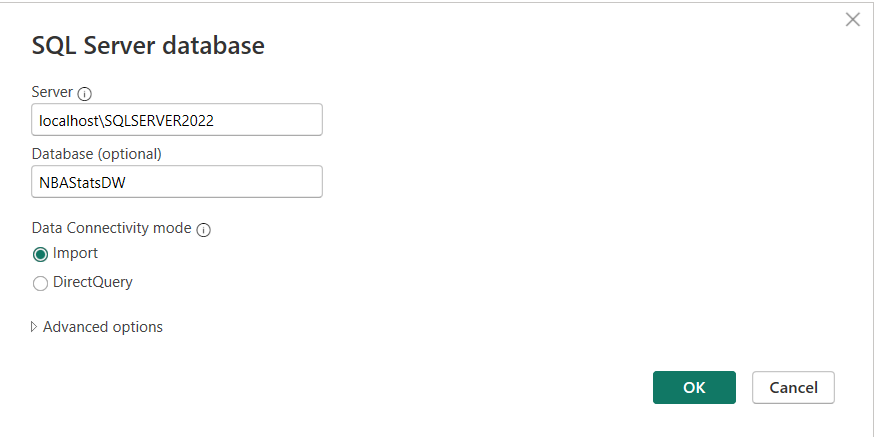 SQL Server database
Server
localhost\SQLSERVER2022
Database (optional)
NBAStatsDW
Data Connectivity mode
Import
DirectQuery
Advanced options
OK Cancel